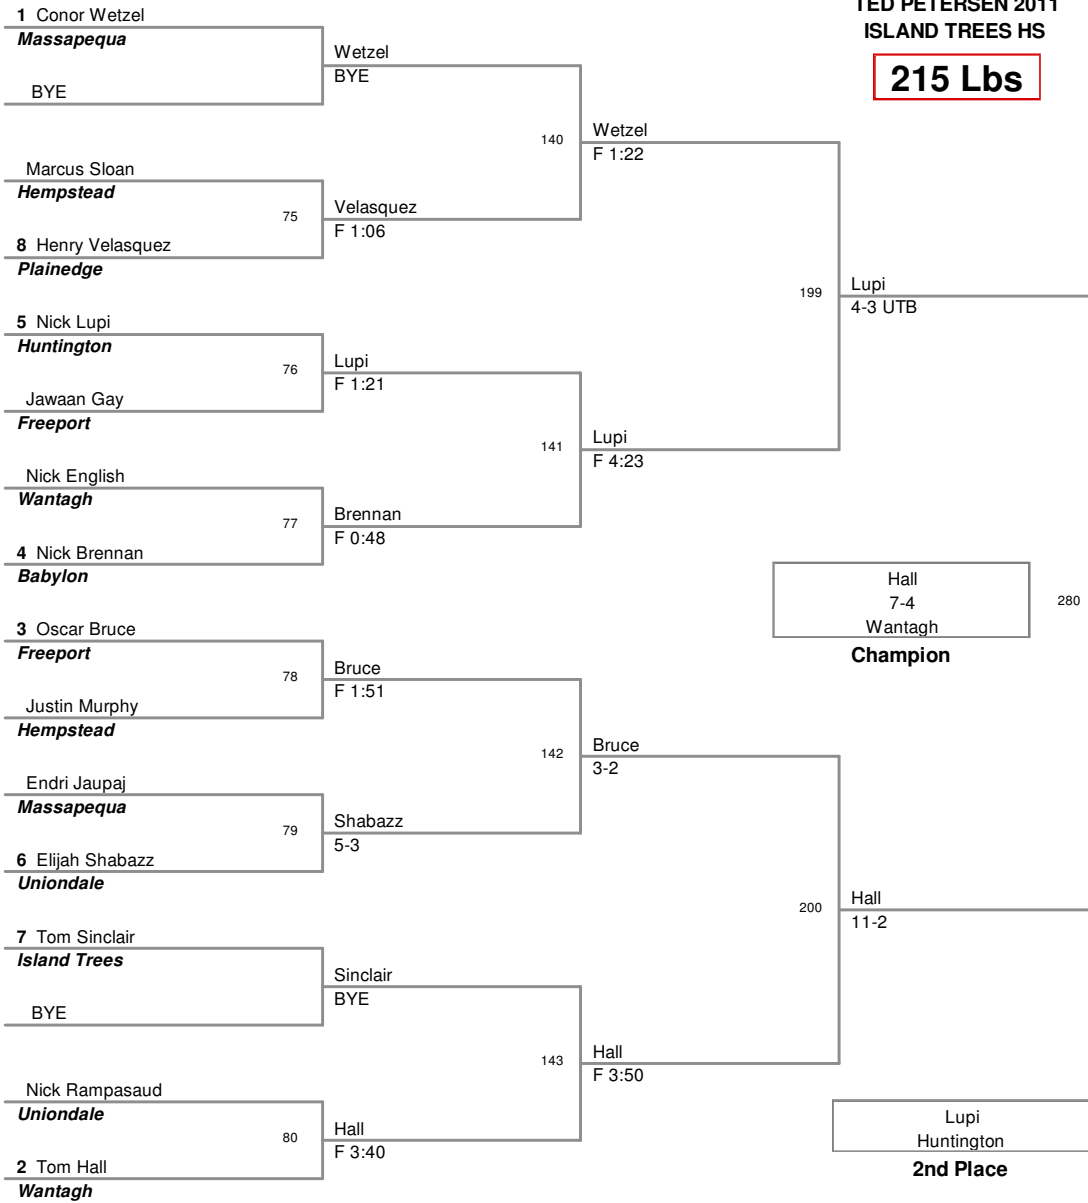 TED PETERSEN 2011
ISLAND TREES HS
215 Lbs
1 Conor Wetzel
Massapequa
BYE
Marcus Sloan
Hempstead
8 Henry Velasquez
Plainedge
5 Nick Lupi
Huntington
Jawaan Gay
Freeport
Nick English
Wantagh
4 Nick Brennan
Babylon
3 Oscar Bruce
Freeport
Justin Murphy
Hempstead
Endri Jaupaj
Massapequa
6 Elijah Shabazz
Uniondale
7 Tom Sinclair
Island Trees
BYE
Nick Rampasaud
Uniondale
2 Tom Hall
Wantagh
75
76
77
78
79
80
Wetzel
BYE
Velasquez
F 1:06
Lupi
F 1:21
Brennan
F 0:48
Bruce
F 1:51
Shabazz
5-3
Sinclair
BYE
Hall
F 3:40
140
141
142
143
Wetzel
F 1:22
Lupi
F 4:23
Bruce
3-2
Hall
F 3:50
199
200
Lupi
4-3 UTB
Hall
11-2
Hall
7-4
Wantagh
Champion
280
Lupi
Huntington
2nd Place